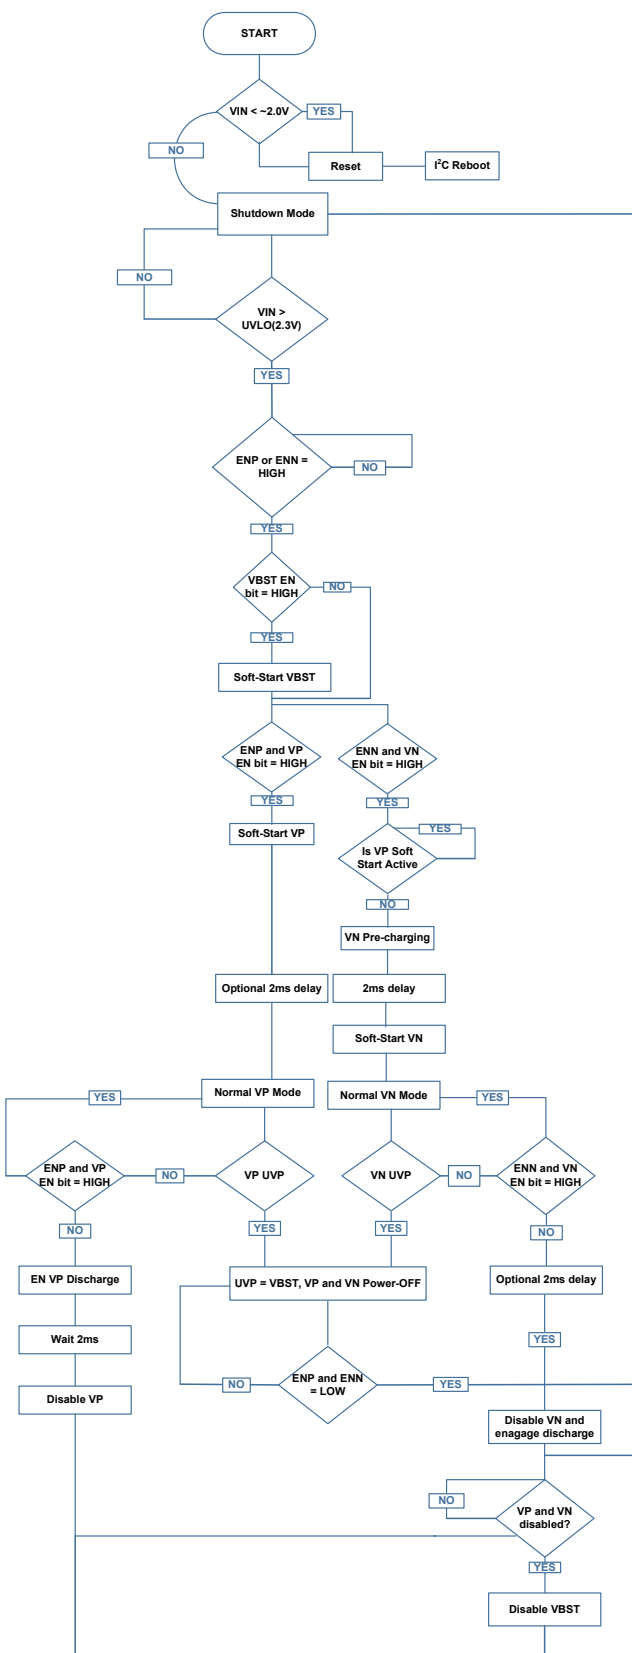 START
VIN < ~2.0V
YES
NO
Reset
I²C Reboot
Shutdown Mode
NO
VIN >
UVLO(2.3V)
YES
ENP or ENN =
HIGH
NO
YES
VBST EN
bit = HIGH
NO
YES
Soft-Start VBST
ENP and VP
EN bit = HIGH
ENN and VN
EN bit = HIGH
YES
YES
Soft-Start VP
YES
Is VP Soft
Start Active
NO
VN Pre-charging
Optional 2ms delay
2ms delay
Soft-Start VN
Normal VP Mode
Normal VN Mode
YES
YES
ENP and VP
EN bit = HIGH
NO
VP UVP
VN UVP
NO
ENN and VN
EN bit = HIGH
NO
YES
YES
NO
EN VP Discharge
UVP = VBST, VP and VN Power-OFF
Optional 2ms delay
Wait 2ms
YES
ENP and ENN
= LOW
NO
YES
Disable VP
Disable VN and
enagage discharge
NO
VP and VN
disabled?
YES
Disable VBST